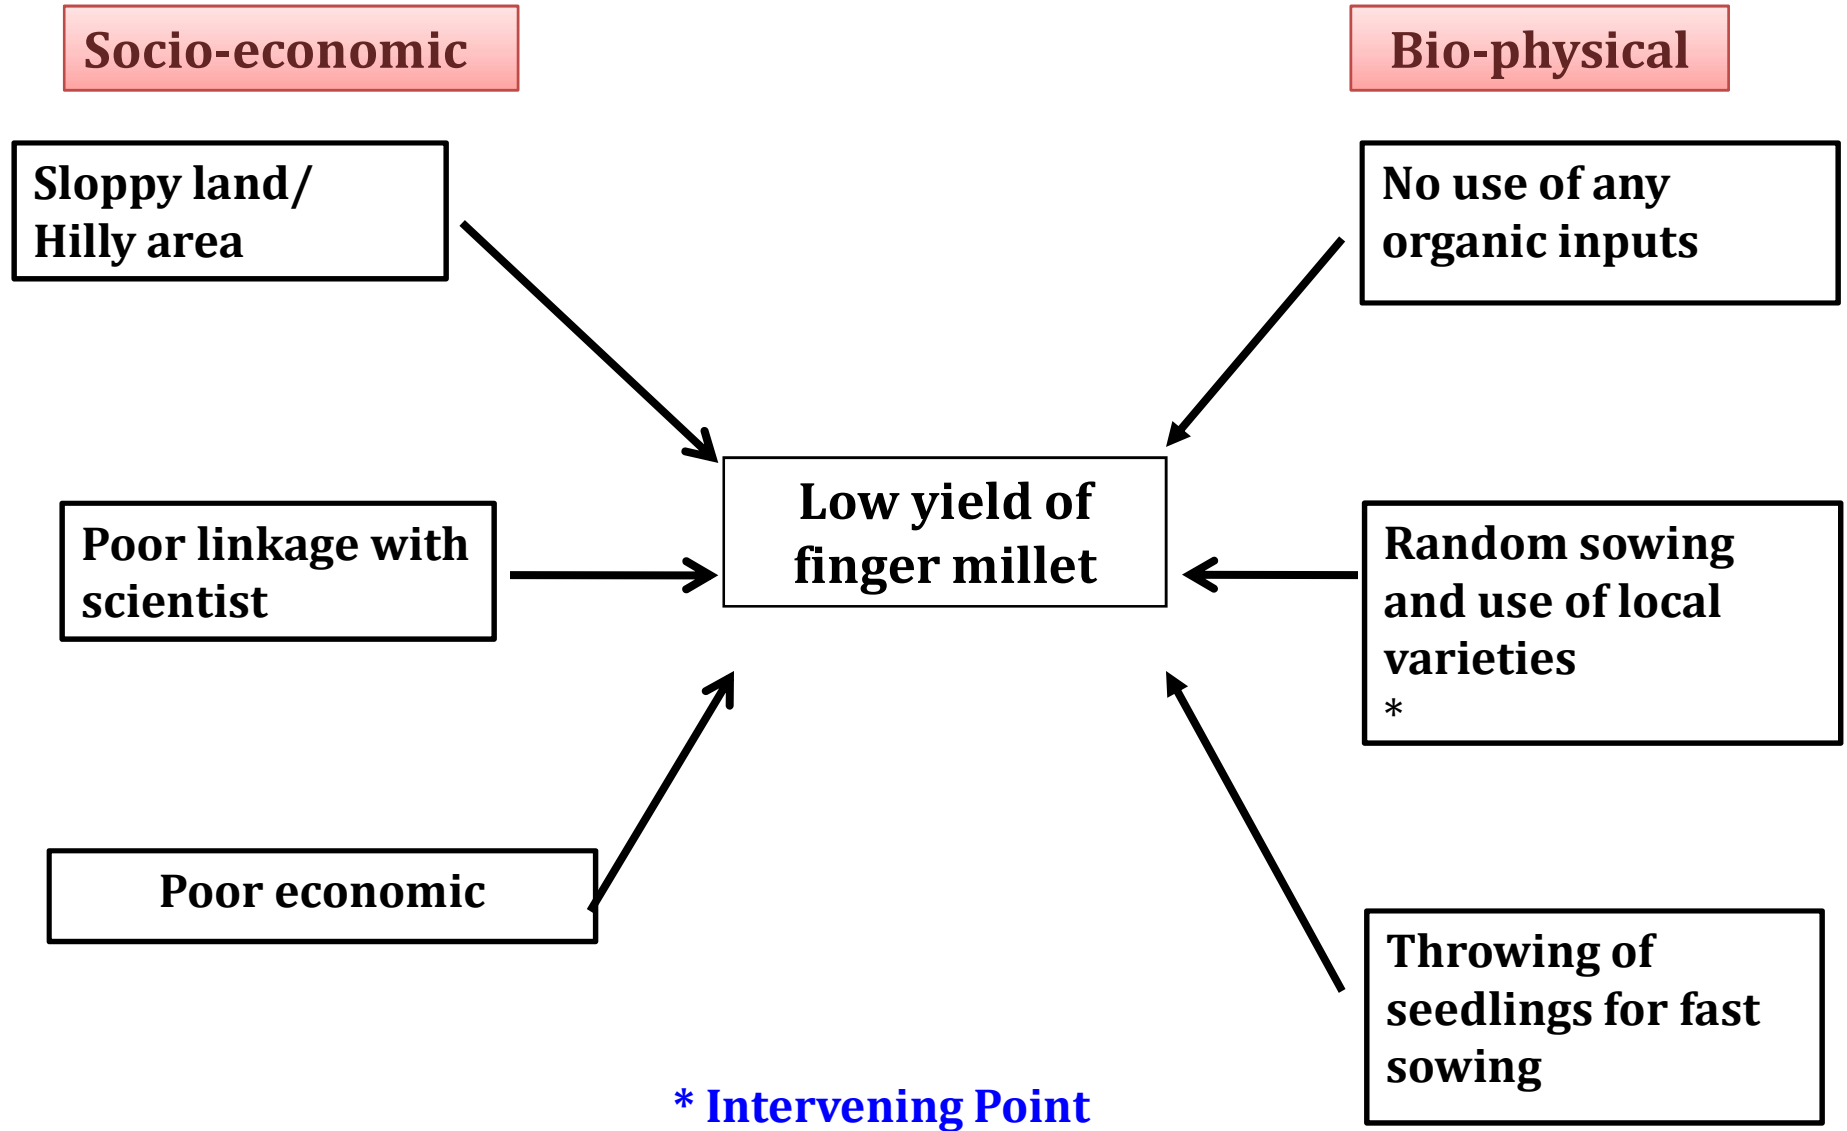 Socio-economic
Bio-physical
Sloppy land/
Hilly area
No use of any
organic inputs
Low yield of
finger millet
Poor linkage with
scientist
Random sowing
and use of local
varieties
*
Poor economic
Throwing of
seedlings for fast
sowing
* Intervening Point